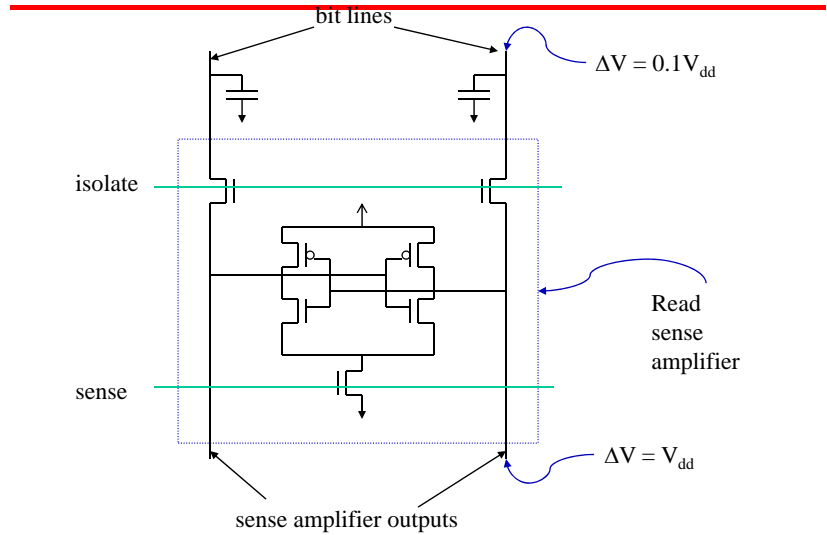 bit lines
ΔV = 0.1V_dd
isolate
Read
sense
amplifier
sense
ΔV = V_dd
sense amplifier outputs